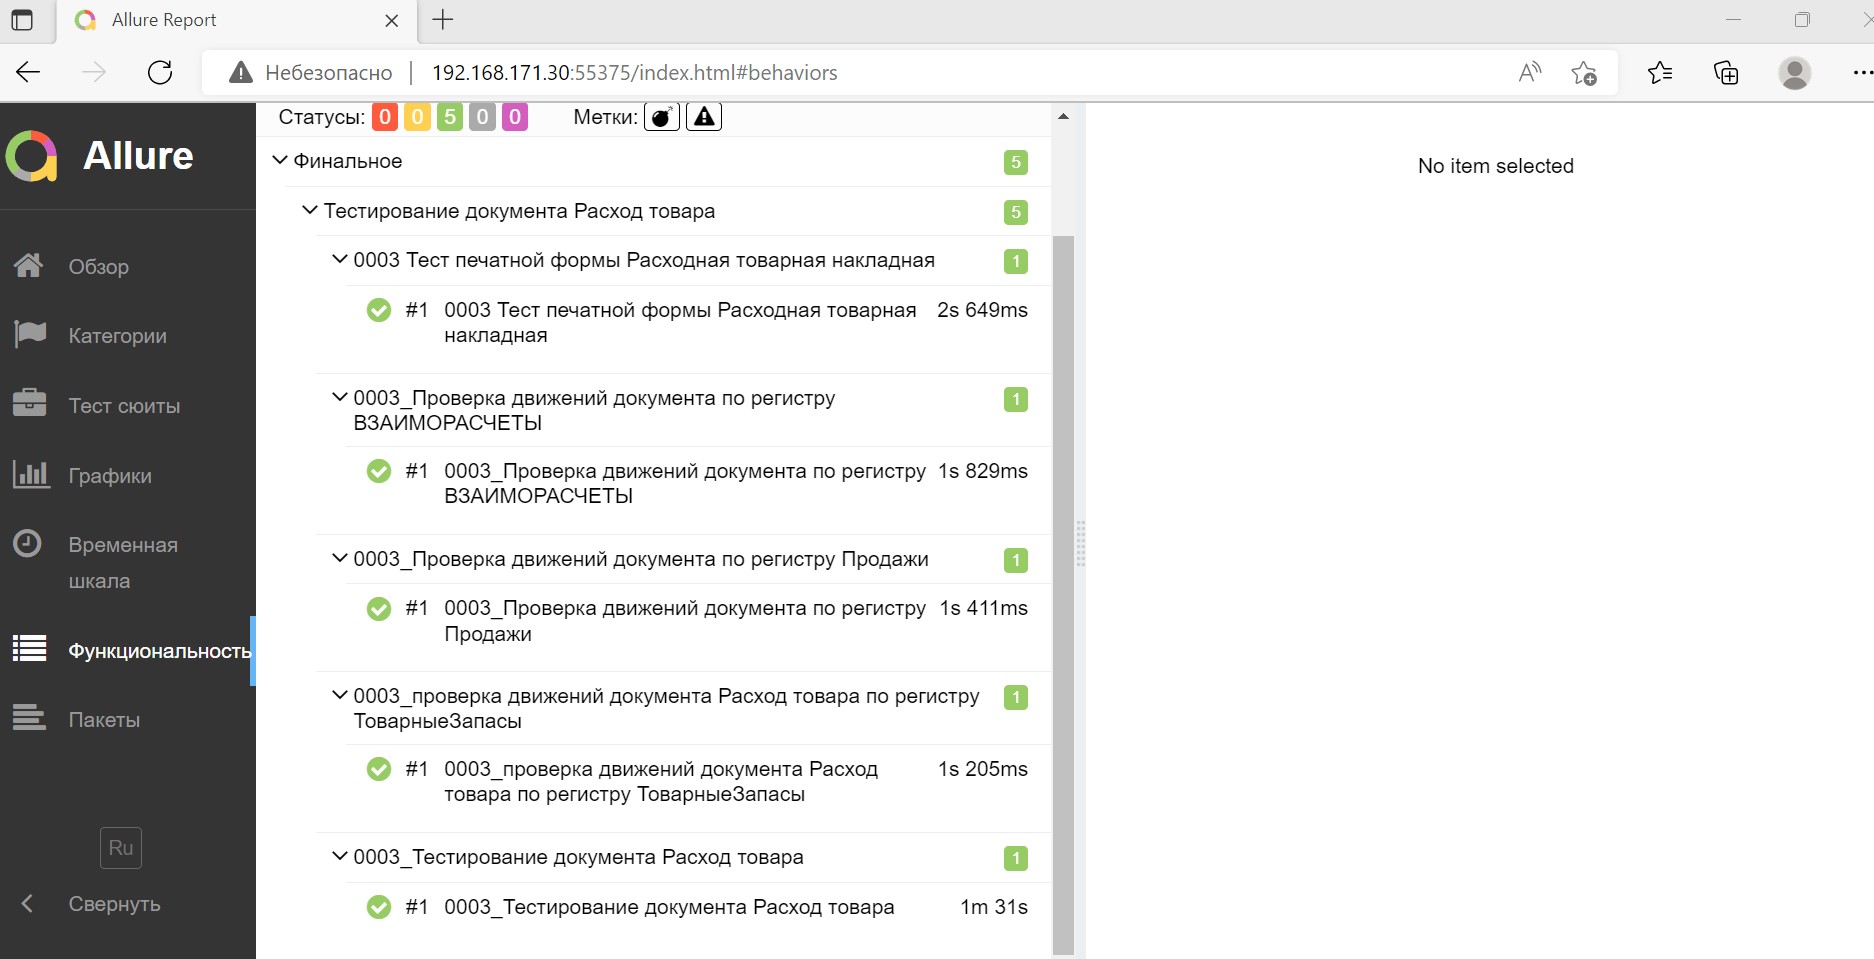 Allure Report
Небезопасно 192.168.171.30:55375/index.html#behaviors
Allure
Обзор
Категории
Тест сюиты
Графики
Временная
шкала
Функциональность
Пакеты
Ru
Свернуть
Статусы: 0 0 5 0 0 Метки:
Финальное 5
Тестирование документа Расход товара 5
0003 Тест печатной формы Расходная товарная накладная 1
#1 0003 Тест печатной формы Расходная товарная 2s 649ms
накладная
0003_Проверка движений документа по регистру 1
ВЗАИМОРАСЧЕТЫ
#1 0003_Проверка движений документа по регистру 1s 829ms
ВЗАИМОРАСЧЕТЫ
0003_Проверка движений документа по регистру Продажи 1
#1 0003_Проверка движений документа по регистру 1s 411ms
Продажи
0003_проверка движений документа Расход товара по регистру 1
ТоварныеЗапасы
#1 0003_проверка движений документа Расход 1s 205ms
товара по регистру ТоварныеЗапасы
0003_Тестирование документа Расход товара 1
#1 0003_Тестирование документа Расход товара 1m 31s
No item selected